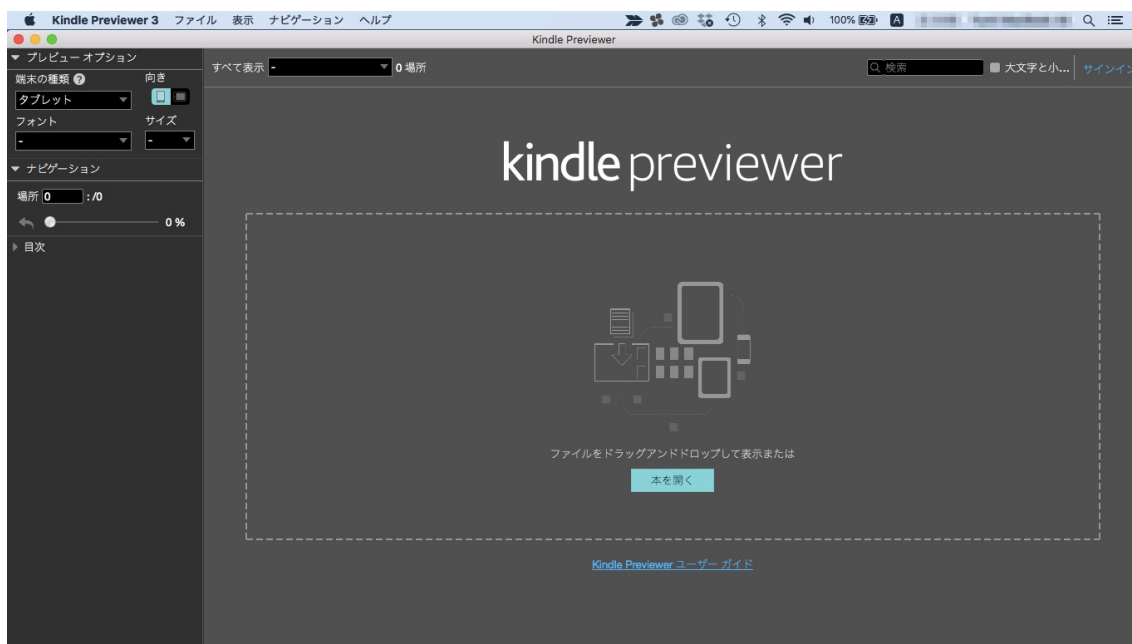 Kindle Previewer 3 ファイル 表示 ナビゲーション ヘルプ 100% A
Kindle Previewer
プレビュー オプション
端末の種類 ? 向き
タブレット
フォント サイズ
- -
ナビゲーション
場所 0 : /0
0 %
目次
すべて表示 - 0 場所
検索 大文字と小... サインイン
kindle previewer
ファイルをドラッグアンドドロップして表示または
本を開く
Kindle Previewer ユーザー ガイド